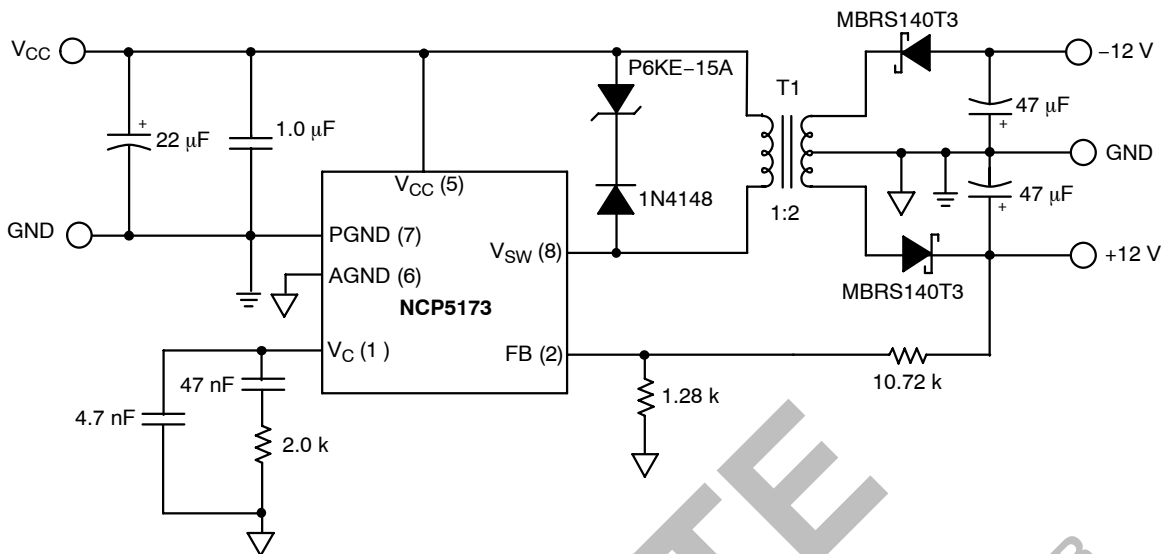 MBRS140T3
VCC
−12 V
P6KE−15A
T1
+
22 µF
1.0 µF
47 µF
+
GND
VCC (5)
1N4148
47 µF
+
1:2
GND
PGND (7)
VSW (8)
+12 V
AGND (6)
MBRS140T3
NCP5173
VC (1 )
FB (2)
47 nF
10.72 k
1.28 k
4.7 nF
2.0 k